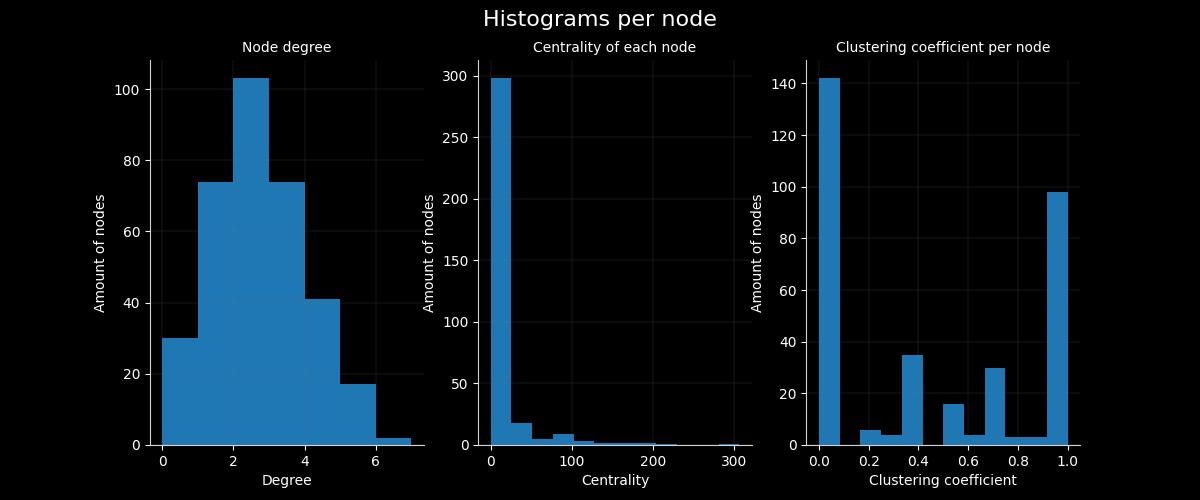 Histograms per node
Node degree
Amount of nodes
100
80
60
40
20
0
0 2 4 6
Degree
Centrality of each node
Amount of nodes
300
250
200
150
100
50
0
0 100 200 300
Centrality
Clustering coefficient per node
Amount of nodes
140
120
100
80
60
40
20
0
0.0 0.2 0.4 0.6 0.8 1.0
Clustering coefficient